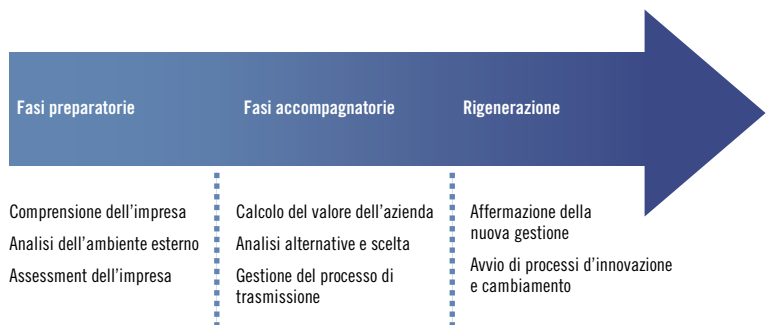 Fasi preparatorie
Fasi accompagnatorie
Rigenerazione
Comprensione dell'impresa
Analisi dell'ambiente esterno
Assessment dell'impresa
Calcolo del valore dell'azienda
Analisi alternative e scelta
Gestione del processo di
trasmissione
Affermazione della
nuova gestione
Avvio di processi d'innovazione
e cambiamento